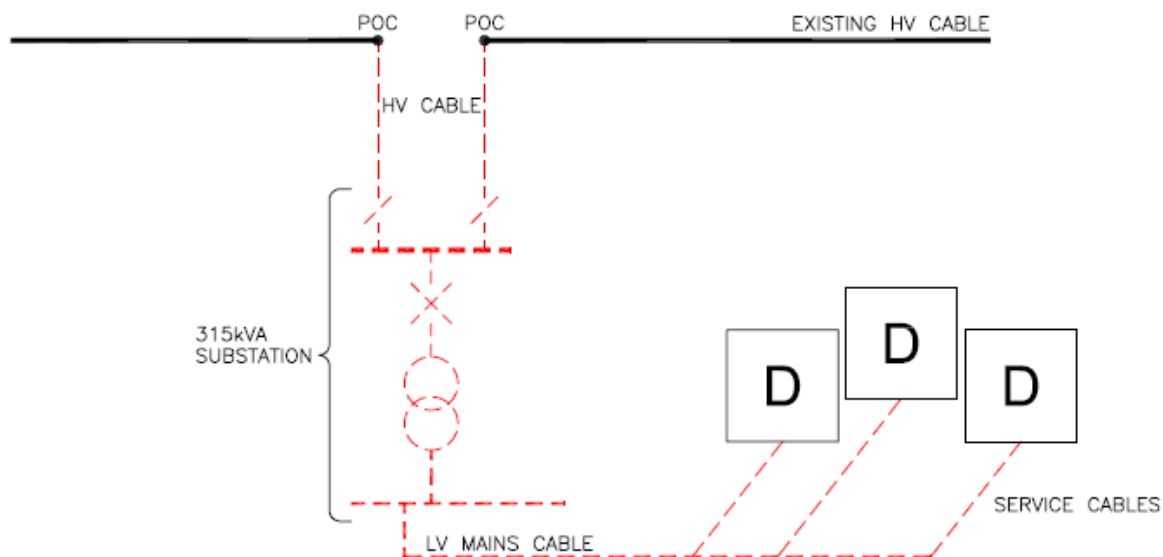 POC
POC
EXISTING HV CABLE
HV CABLE
315kVA
SUBSTATION
D
D
D
SERVICE CABLES
LV MAINS CABLE